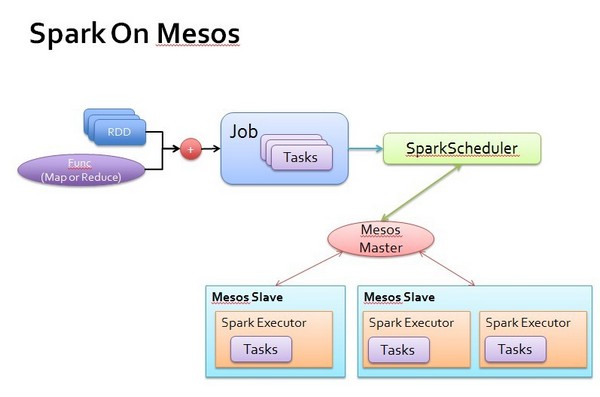 Spark On Mesos
RDD
Func
(Map or Reduce)
+
Job
Tasks
SparkScheduler
Mesos
Master
Mesos Slave
Spark Executor
Tasks
Mesos Slave
Spark Executor
Tasks
Spark Executor
Tasks